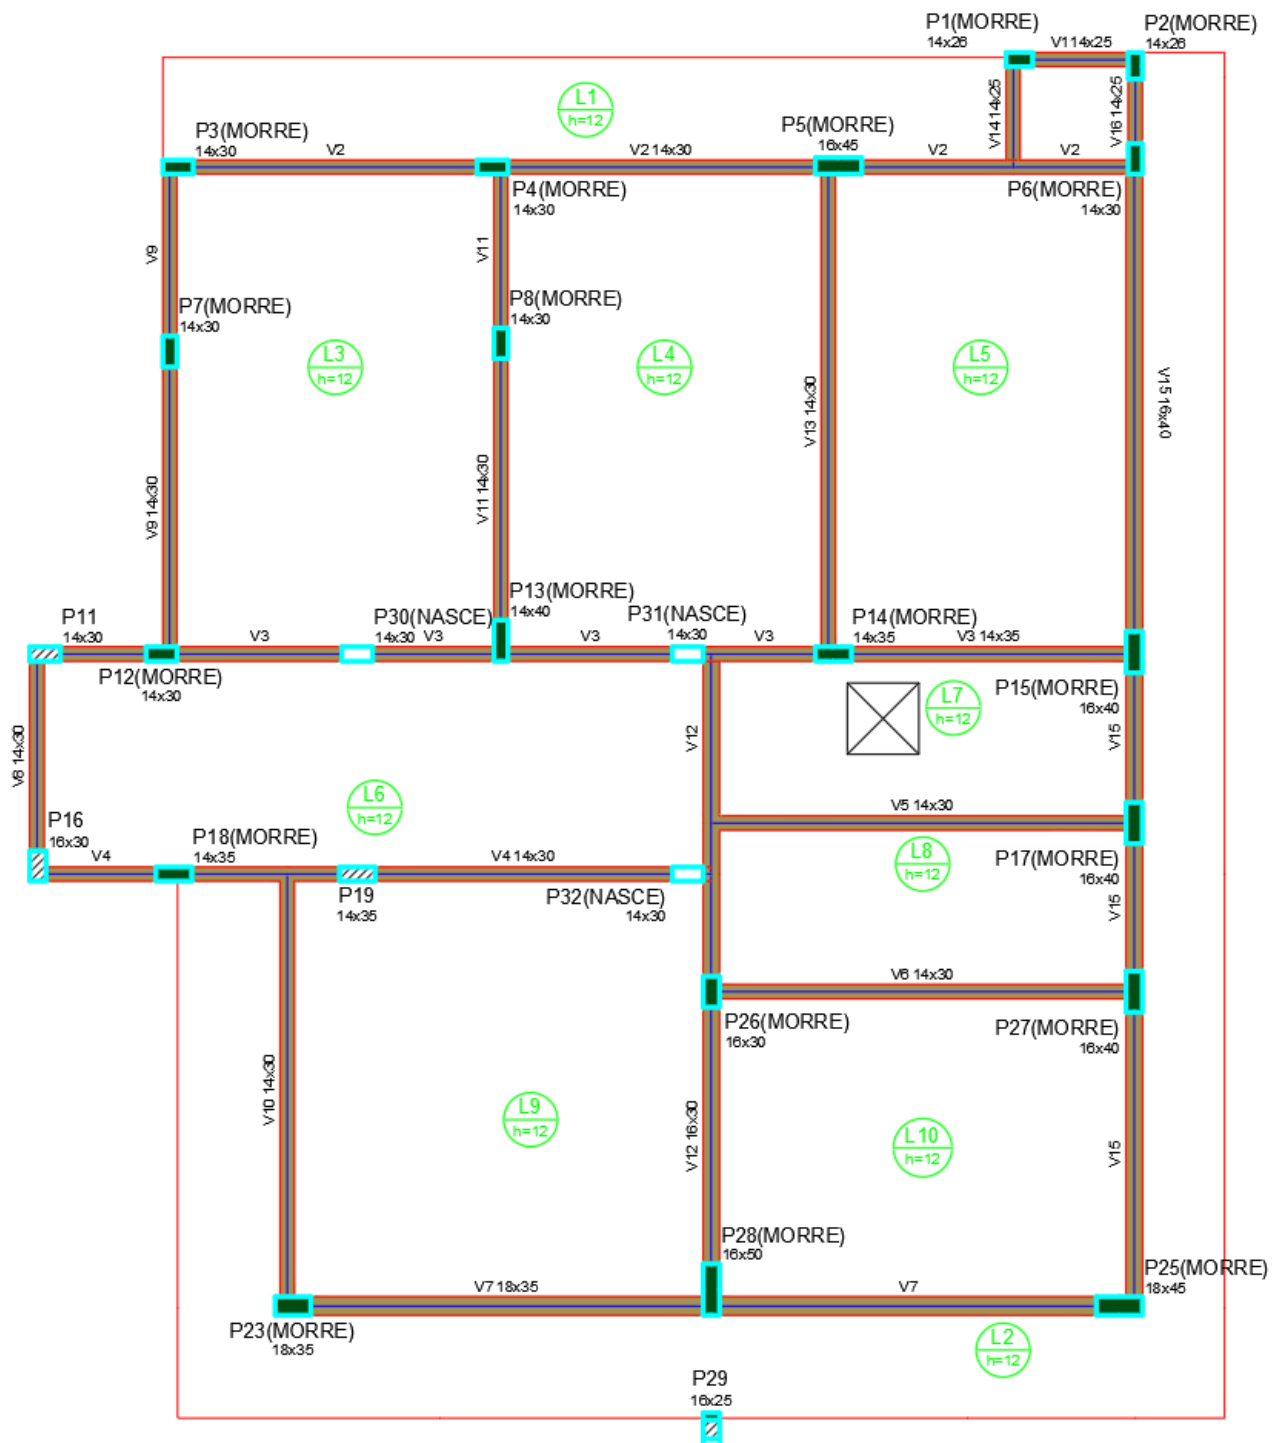 P1(MORRE)
14x26
V1 14x25
P2(MORRE)
14x26
L1
h=12
V14 14x25
V16 14x25
P3(MORRE)
14x30
V2
V2 14x30
P5(MORRE)
16x45
V2
V2
P4(MORRE)
14x30
P6(MORRE)
14x30
V9
V11
P7(MORRE)
14x30
P8(MORRE)
14x30
L3
h=12
L4
h=12
L5
h=12
V13 14x30
V15 16x40
V9 14x30
V11 14x30
P11
14x30
V3
P30(NASCE)
14x30
V3
P13(MORRE)
14x40
V3
P31(NASCE)
14x30
V3
P14(MORRE)
14x35
V3 14x35
P12(MORRE)
14x30
P15(MORRE)
16x40
L7
h=12
V8 14x30
V12
V15
L6
h=12
V5 14x30
P16
16x30
V4
P18(MORRE)
14x35
V4 14x30
L8
h=12
P17(MORRE)
16x40
P19
14x35
P32(NASCE)
14x30
V15
V6 14x30
P26(MORRE)
16x30
P27(MORRE)
16x40
V10 14x30
L9
h=12
V12 16x30
L10
h=12
V15
P28(MORRE)
16x50
V7 18x35
V7
P25(MORRE)
18x45
P23(MORRE)
18x35
L2
h=12
P29
16x25